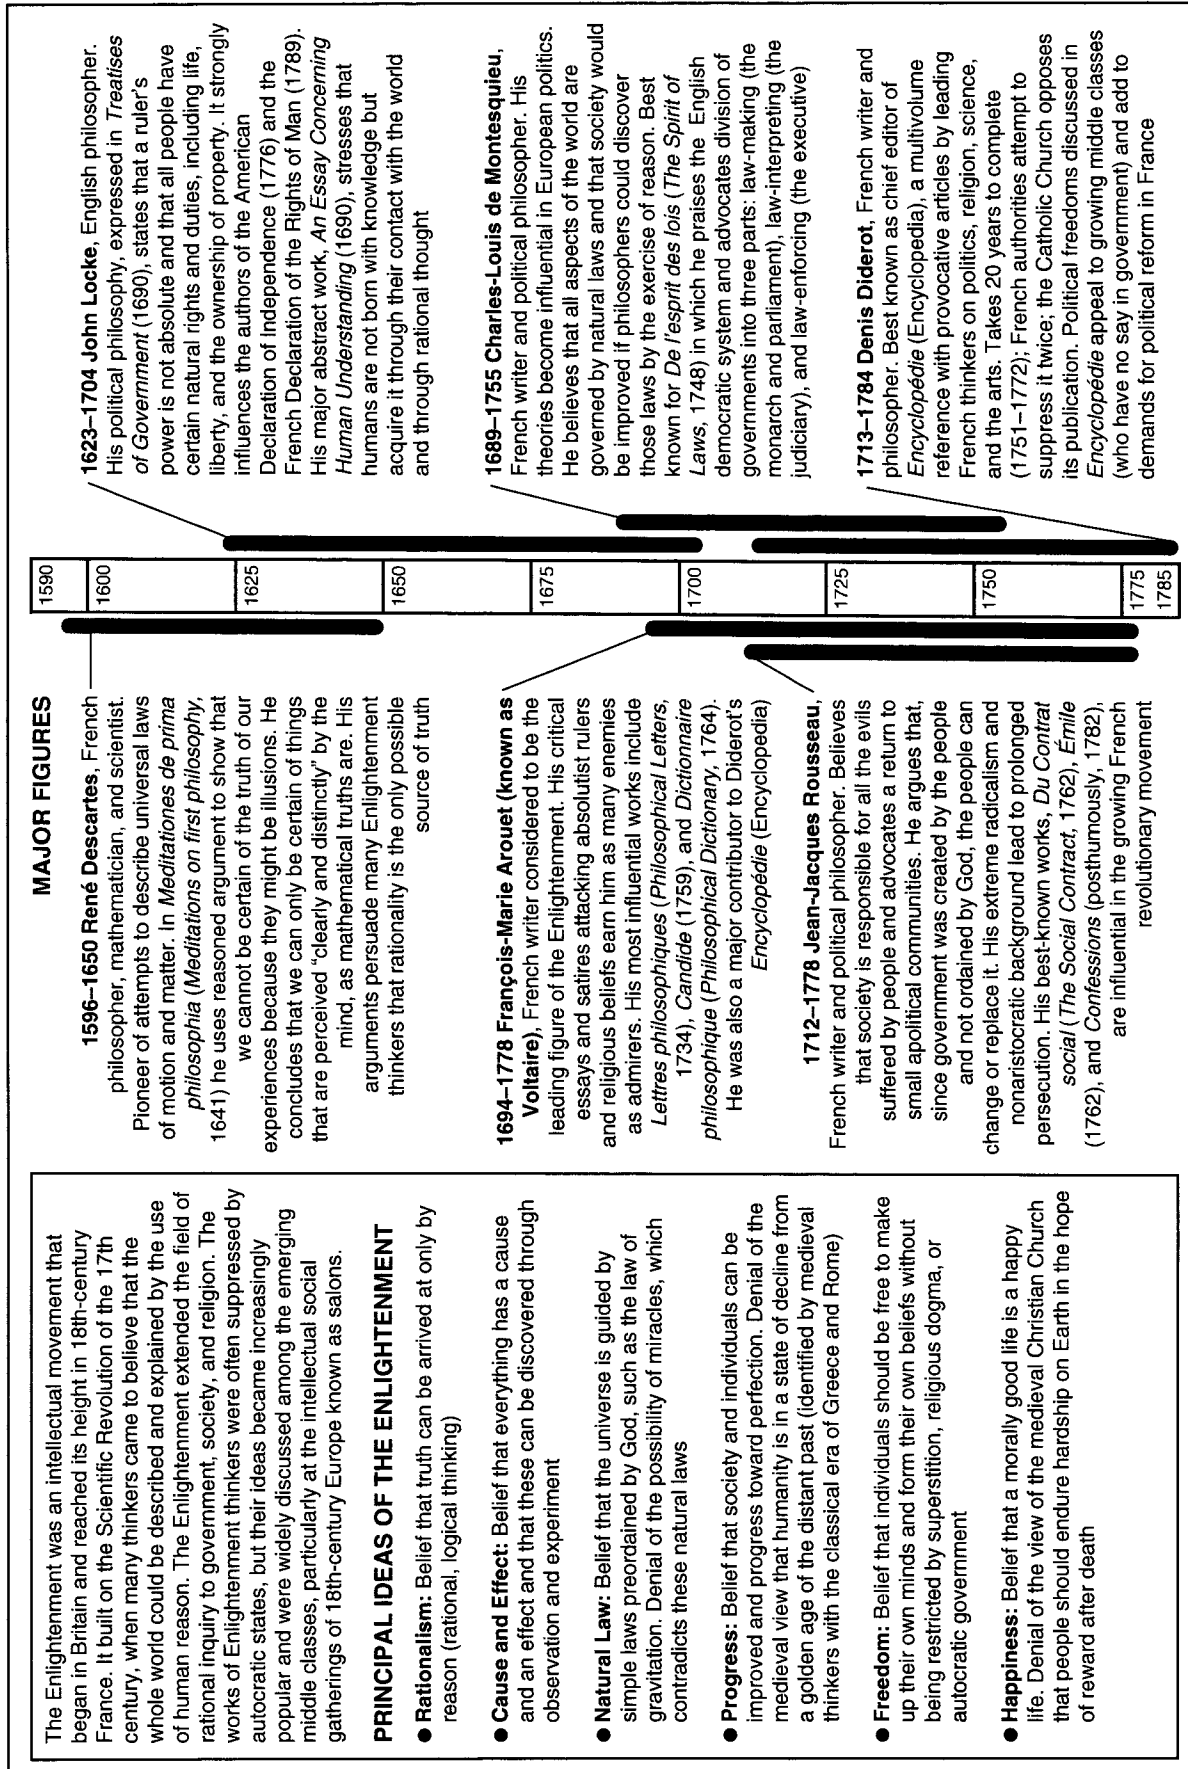 The Enlightenment was an intellectual movement that
began in Britain and reached its height in 18th-century
France. It built on the Scientific Revolution of the 17th
century, when many thinkers came to believe that the
whole world could be described and explained by the use
of human reason. The Enlightenment extended the field of
rational inquiry to government, society, and religion. The
works of Enlightenment thinkers were often suppressed by
autocratic states, but their ideas became increasingly
popular and were widely discussed among the emerging
middle classes, particularly at the intellectual social
gatherings of 18th-century Europe known as salons.
PRINCIPAL IDEAS OF THE ENLIGHTENMENT
● Rationalism: Belief that truth can be arrived at only by
reason (rational, logical thinking)
● Cause and Effect: Belief that everything has a cause
and an effect and that these can be discovered through
observation and experiment
● Natural Law: Belief that the universe is guided by
simple laws preordained by God, such as the law of
gravitation. Denial of the possibility of miracles, which
contradicts these natural laws
● Progress: Belief that society and individuals can be
improved and progress toward perfection. Denial of the
medieval view that humanity is in a state of decline from
a golden age of the distant past (identified by medieval
thinkers with the classical era of Greece and Rome)
● Freedom: Belief that individuals should be free to make
up their own minds and form their own beliefs without
being restricted by superstition, religious dogma, or
autocratic government
● Happiness: Belief that a morally good life is a happy
life. Denial of the view of the medieval Christian Church
that people should endure hardship on Earth in the hope
of reward after death
MAJOR FIGURES
1596–1650 René Descartes, French
philosopher, mathematician, and scientist.
Pioneer of attempts to describe universal laws
of motion and matter. In Meditationes de prima
philosophia (Meditations on first philosophy,
1641) he uses reasoned argument to show that
we cannot be certain of the truth of our
experiences because they might be illusions. He
concludes that we can only be certain of things
that are perceived "clearly and distinctly" by the
mind, as mathematical truths are. His
arguments persuade many Enlightenment
thinkers that rationality is the only possible
source of truth
1694–1778 François-Marie Arouet (known as
Voltaire), French writer considered to be the
leading figure of the Enlightenment. His critical
essays and satires attacking absolutist rulers
and religious beliefs earn him as many enemies
as admirers. His most influential works include
Lettres philosophiques (Philosophical Letters,
1734), Candide (1759), and Dictionnaire
philosophique (Philosophical Dictionary, 1764).
He was also a major contributor to Diderot's
Encyclopédie (Encyclopedia)
1712–1778 Jean-Jacques Rousseau,
French writer and political philosopher. Believes
that society is responsible for all the evils
suffered by people and advocates a return to
small apolitical communities. He argues that,
since government was created by the people
and not ordained by God, the people can
change or replace it. His extreme radicalism and
nonaristocratic background lead to prolonged
persecution. His best-known works, Du Contrat
social (The Social Contract, 1762), Émile
(1762), and Confessions (posthumously, 1782),
are influential in the growing French
revolutionary movement
1590
1600
1625
1650
1675
1700
1725
1750
1775
1785
1623–1704 John Locke, English philosopher.
His political philosophy, expressed in Treatises
of Government (1690), states that a ruler's
power is not absolute and that all people have
certain natural rights and duties, including life,
liberty, and the ownership of property. It strongly
influences the authors of the American
Declaration of Independence (1776) and the
French Declaration of the Rights of Man (1789).
His major abstract work, An Essay Concerning
Human Understanding (1690), stresses that
humans are not born with knowledge but
acquire it through their contact with the world
and through rational thought
1689–1755 Charles-Louis de Montesquieu,
French writer and political philosopher. His
theories become influential in European politics.
He believes that all aspects of the world are
governed by natural laws and that society would
be improved if philosophers could discover
those laws by the exercise of reason. Best
known for De l'esprit des lois (The Spirit of
Laws, 1748) in which he praises the English
democratic system and advocates division of
governments into three parts: law-making (the
monarch and parliament), law-interpreting (the
judiciary), and law-enforcing (the executive)
1713–1784 Denis Diderot, French writer and
philosopher. Best known as chief editor of
Encyclopédie (Encyclopedia), a multivolume
reference with provocative articles by leading
French thinkers on politics, religion, science,
and the arts. Takes 20 years to complete
(1751–1772); French authorities attempt to
suppress it twice; the Catholic Church opposes
its publication. Political freedoms discussed in
Encyclopédie appeal to growing middle classes
(who have no say in government) and add to
demands for political reform in France